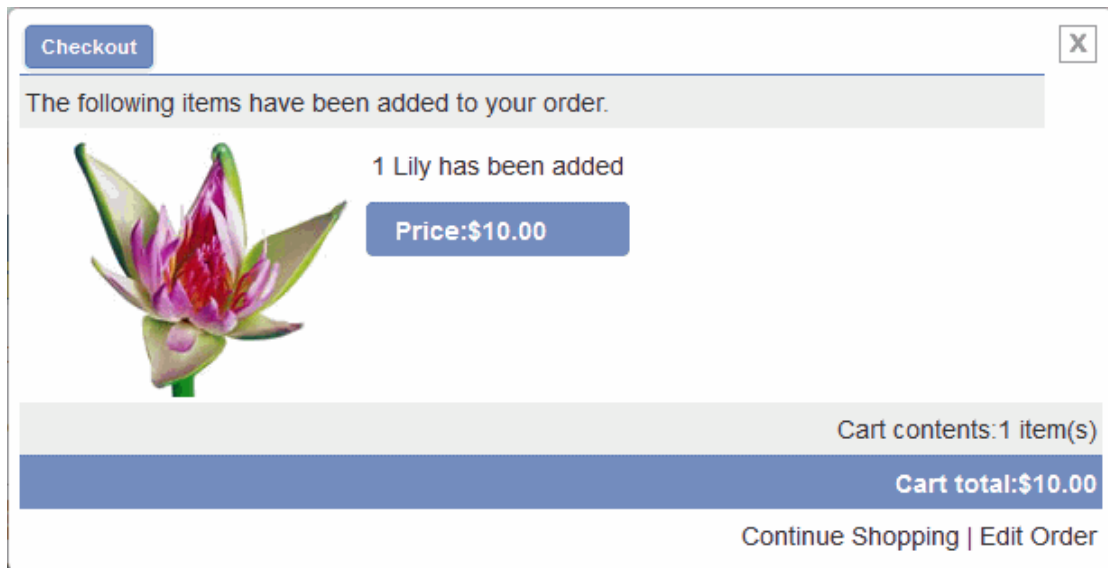 Checkout
X
The following items have been added to your order.
1 Lily has been added
Price:$10.00
Cart contents:1 item(s)
Cart total:$10.00
Continue Shopping | Edit Order